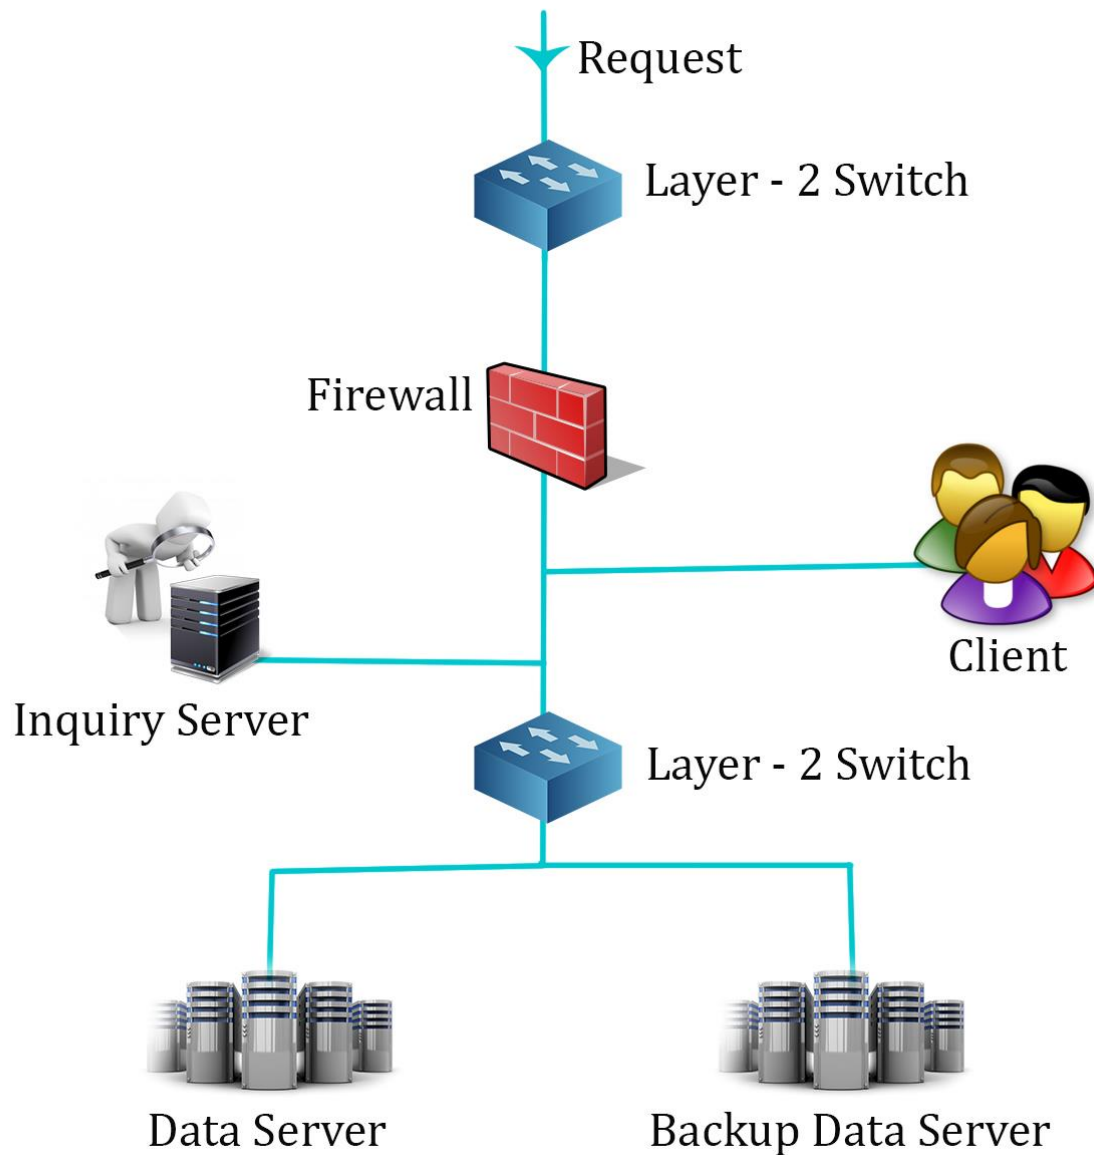 Request
Layer - 2 Switch
Firewall
Client
Inquiry Server
Layer - 2 Switch
Data Server
Backup Data Server